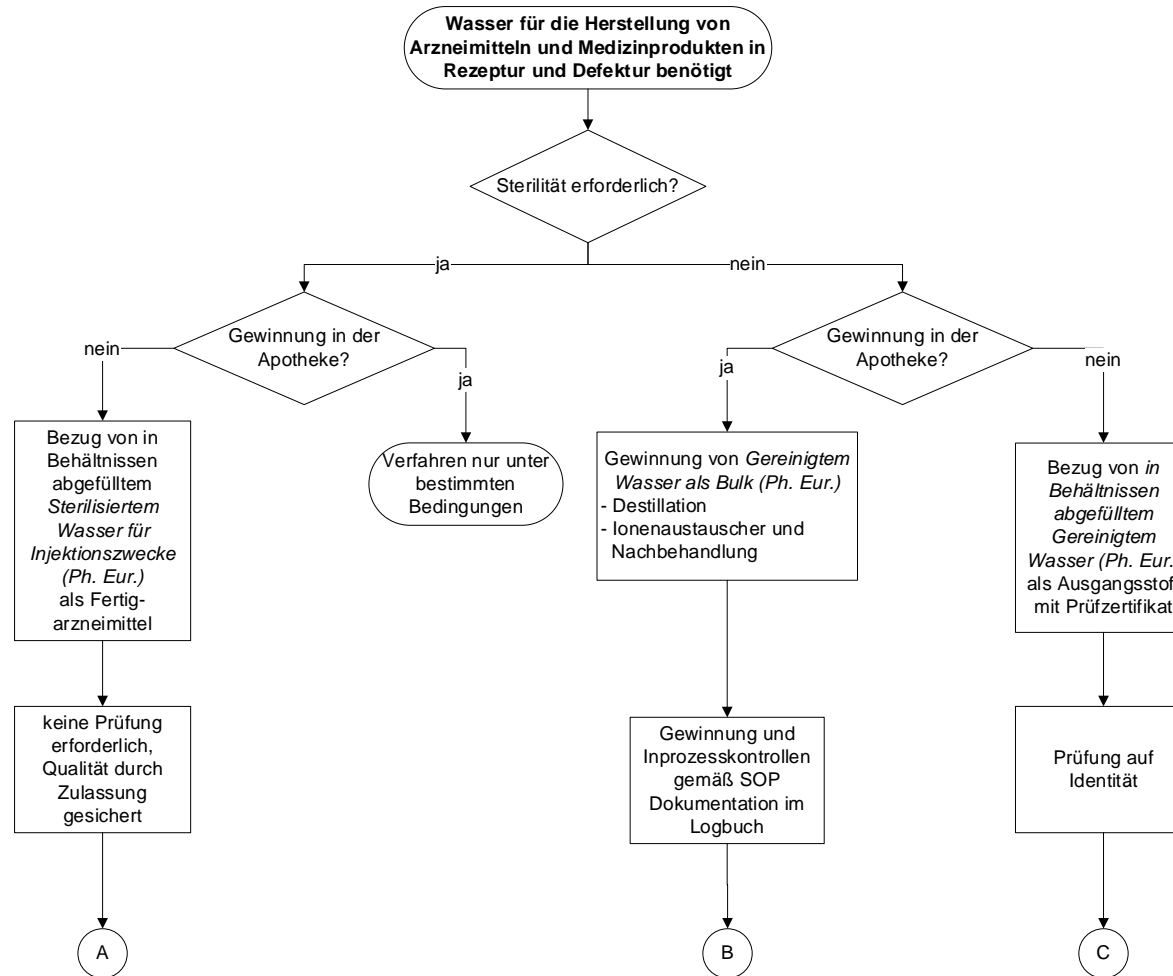 Wasser für die Herstellung von
Arzneimitteln und Medizinprodukten in
Rezeptur und Defektur benötigt
Sterilität erforderlich?
ja
nein
Gewinnung in der
Apotheke?
nein
ja
Gewinnung in der
Apotheke?
ja
nein
Bezug von in
Behältnissen
abgefülltem
Sterilisiertem
Wasser für
Injektionszwecke
(Ph. Eur.)
als Fertig-
arzneimittel
Verfahren nur unter
bestimmten
Bedingungen
Gewinnung von Gereinigtem
Wasser als Bulk (Ph. Eur.)
- Destillation
- Ionenaustauscher und
Nachbehandlung
Bezug von in
Behältnissen
abgefülltem
Gereinigtem
Wasser (Ph. Eur.
als Ausgangsstof
mit Prüfzertifikat
keine Prüfung
erforderlich,
Qualität durch
Zulassung
gesichert
Gewinnung und
Inprozesskontrollen
gemäß SOP
Dokumentation im
Logbuch
Prüfung auf
Identität
A
B
C